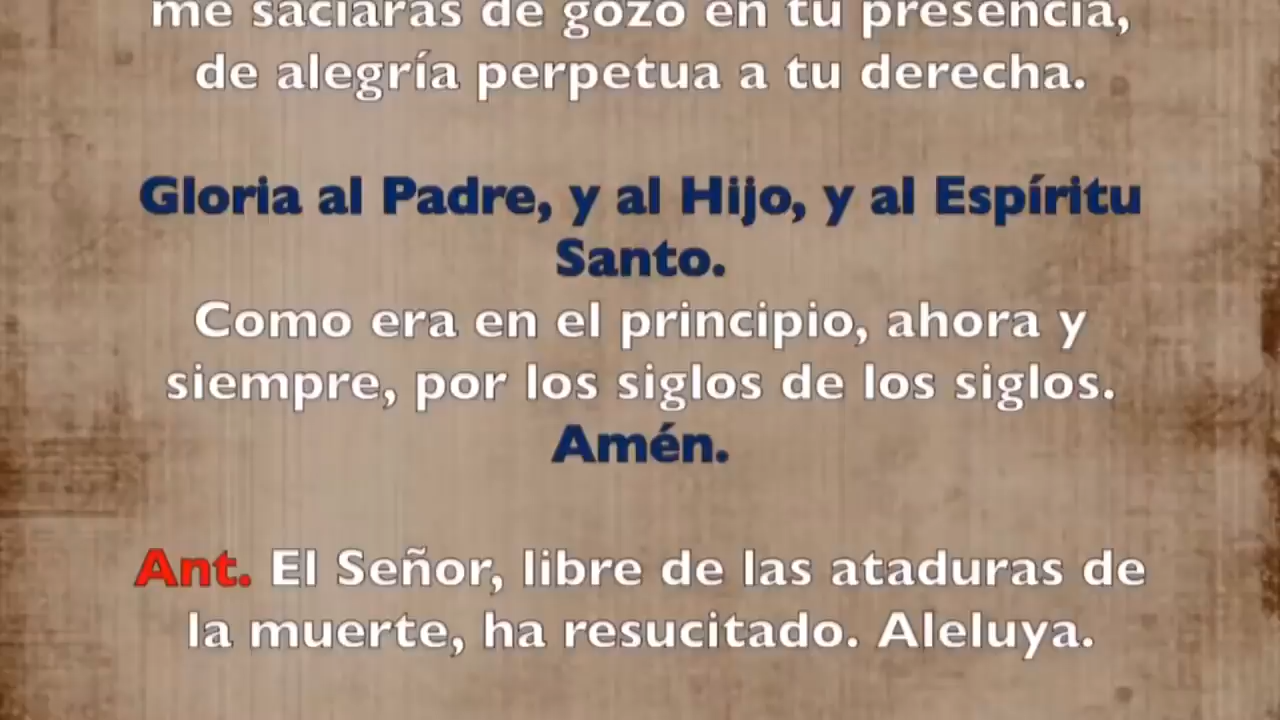 me saciarás de gozo en tu presencia,
de alegría perpetua a tu derecha.
Gloria al Padre, y al Hijo, y al Espíritu
Santo.
Como era en el principio, ahora y
siempre, por los siglos de los siglos.
Amén.
Ant. El Señor, libre de las ataduras de
la muerte, ha resucitado. Aleluya.